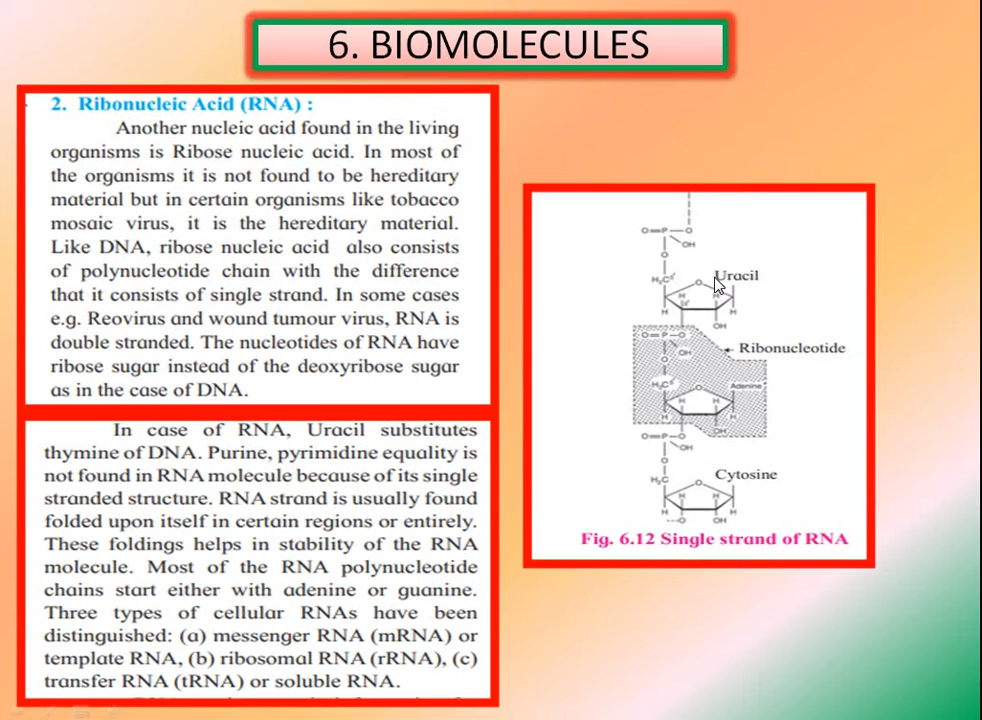 6. BIOMOLECULES
2. Ribonucleic Acid (RNA) :
Another nucleic acid found in the living
organisms is Ribose nucleic acid. In most of
the organisms it is not found to be hereditary
material but in certain organisms like tobacco
mosaic virus, it is the hereditary material.
Like DNA, ribose nucleic acid also consists
of polynucleotide chain with the difference
that it consists of single strand. In some cases
e.g. Reovirus and wound tumour virus, RNA is
double stranded. The nucleotides of RNA have
ribose sugar instead of the deoxyribose sugar
as in the case of DNA.
In case of RNA, Uracil substitutes
thymine of DNA. Purine, pyrimidine equality is
not found in RNA molecule because of its single
stranded structure. RNA strand is usually found
folded upon itself in certain regions or entirely.
These foldings helps in stability of the RNA
molecule. Most of the RNA polynucleotide
chains start either with adenine or guanine.
Three types of cellular RNAs have been
distinguished: (a) messenger RNA (mRNA) or
template RNA, (b) ribosomal RNA (rRNA), (c)
transfer RNA (tRNA) or soluble RNA.
O=P-O
OH
O
Uracil
O
H H
H H
OH
O=P-O
Ribonucleotide
OH
O
Adenine
O
H H
H H
OH
O=P-O
OH
O
Cytosine
H₂C
O
H H
H H
O OH
Fig. 6.12 Single strand of RNA